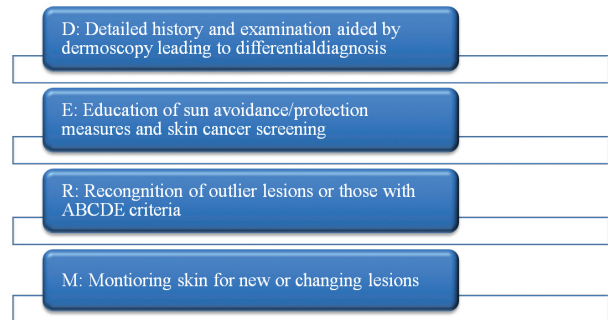 D: Detailed history and examination aided by
dermoscopy leading to differentialdiagnosis
E: Education of sun avoidance/protection
measures and skin cancer screening
R: Recongnition of outlier lesions or those with
ABCDE criteria
M: Montioring skin for new or changing lesions